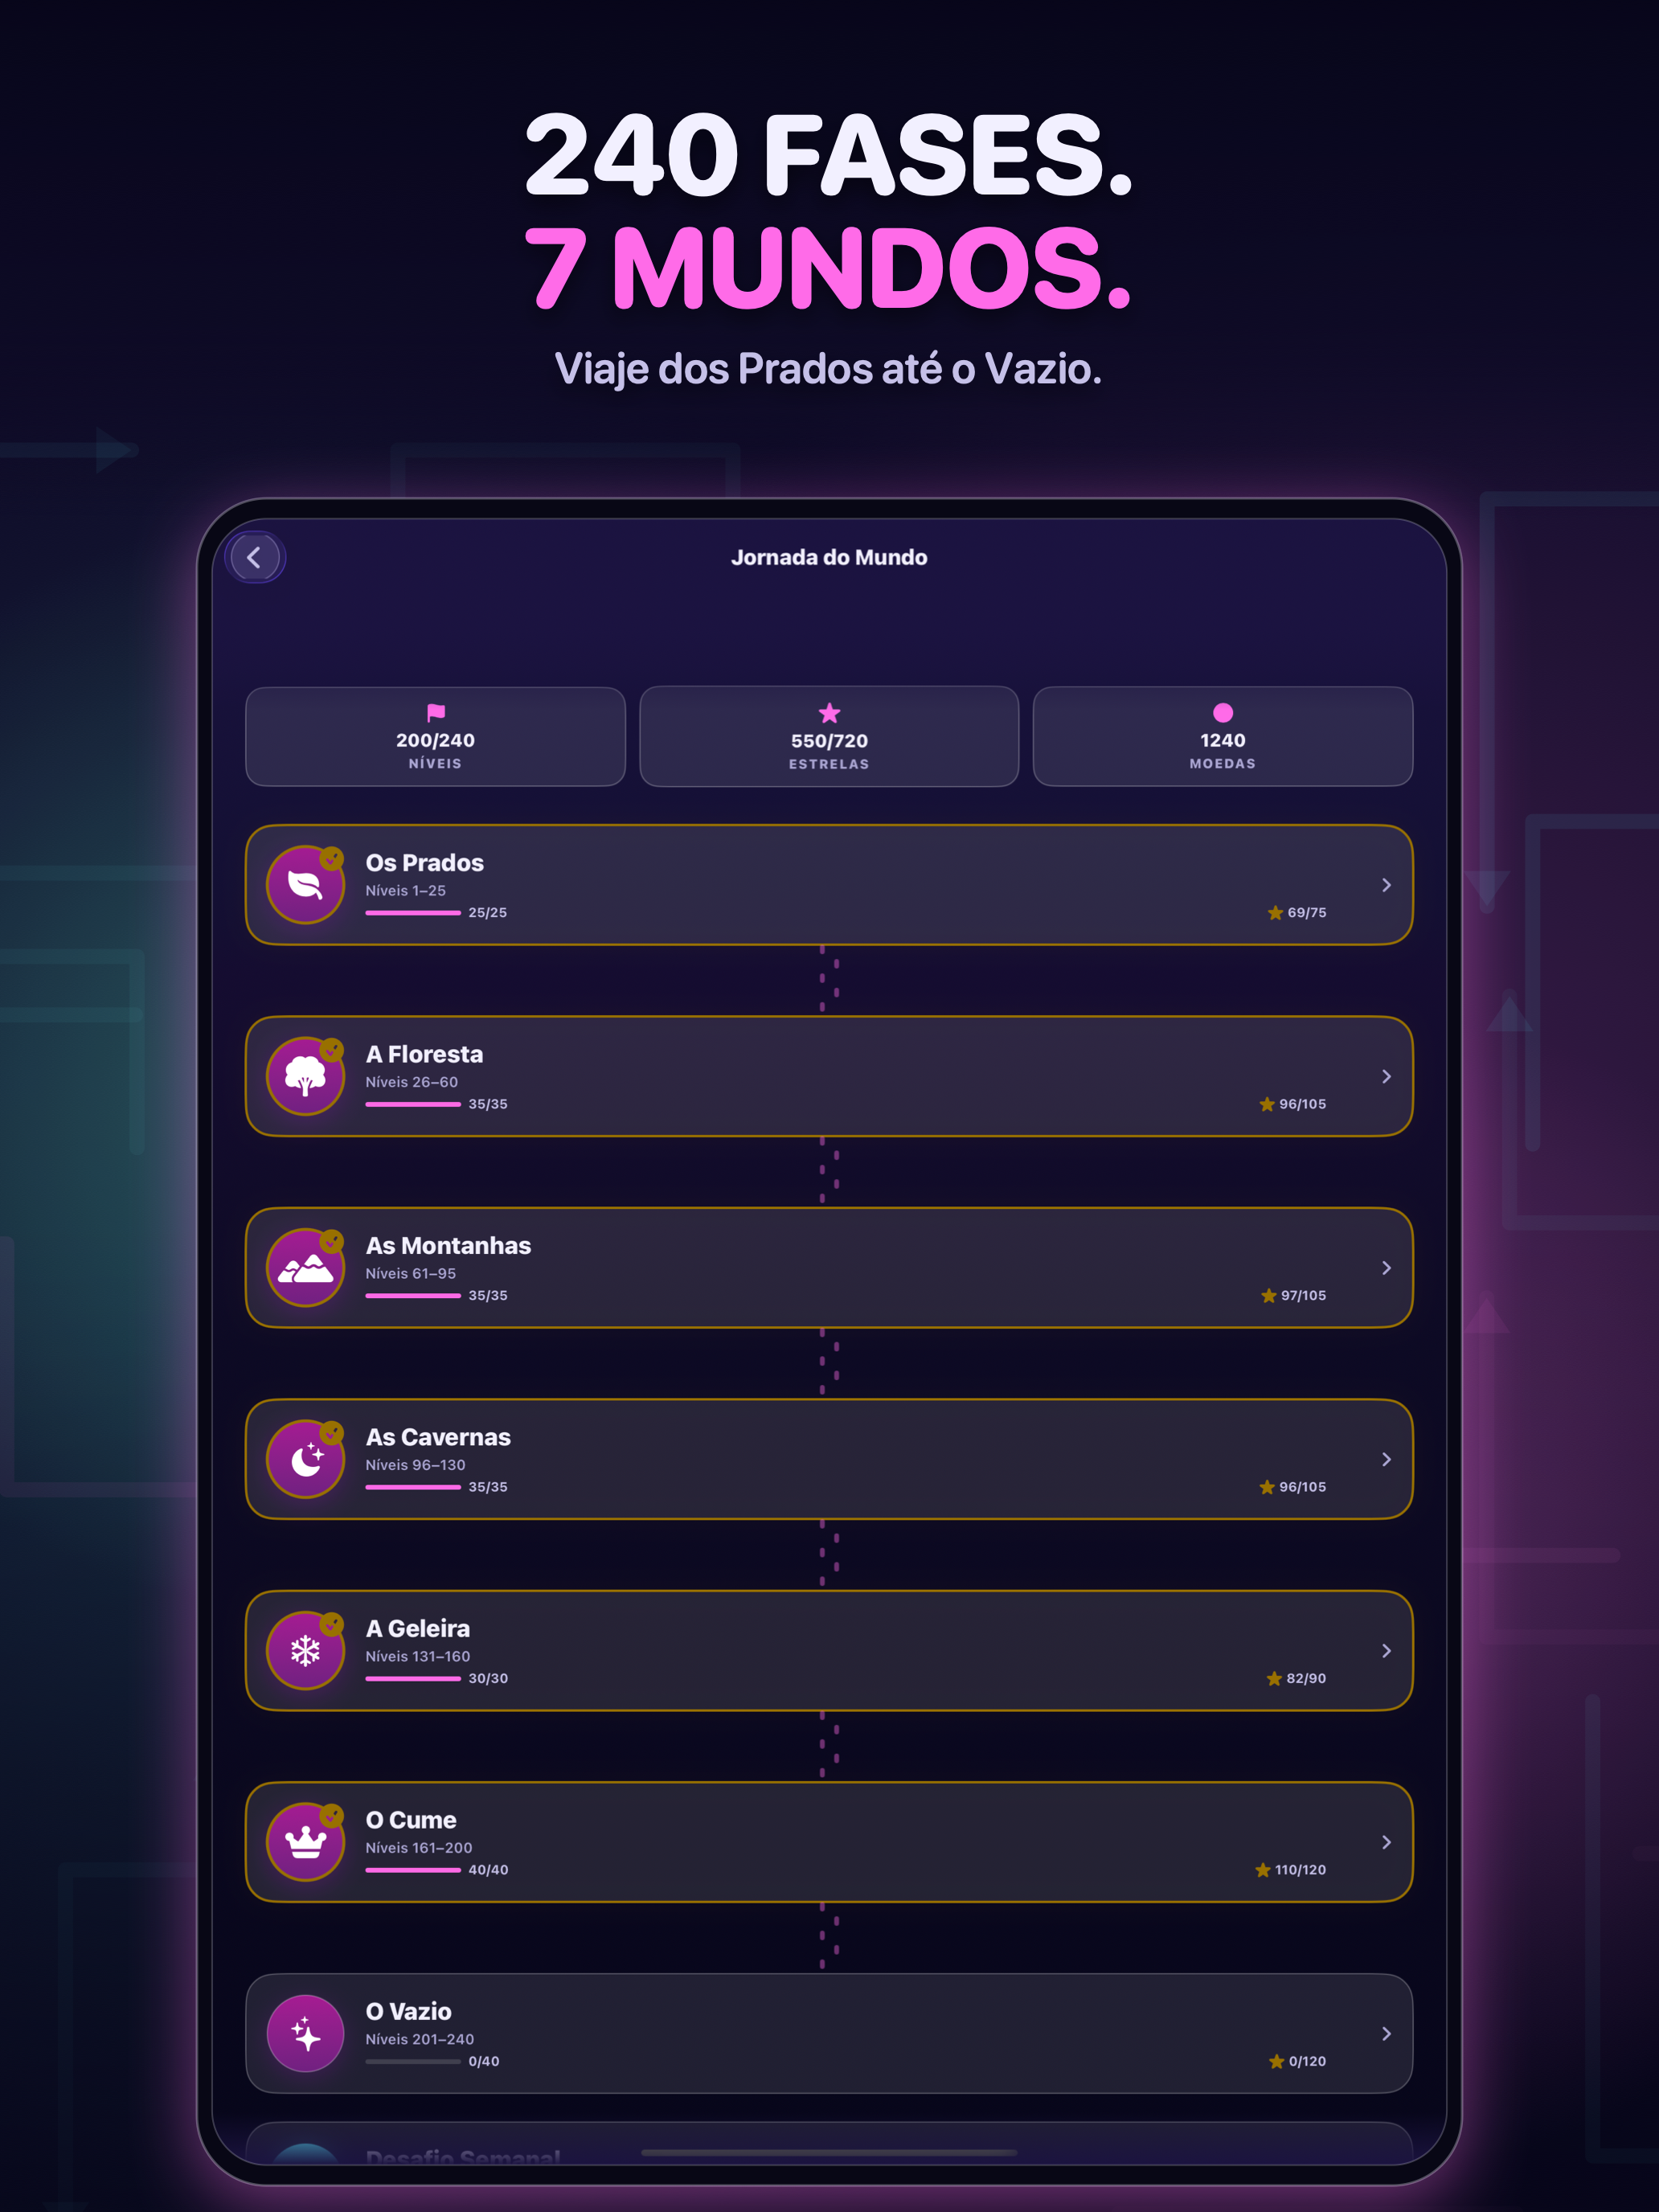 240 FASES.
7 MUNDOS.
Viaje dos Prados até o Vazio.
Jornada do Mundo
200/240
NÍVEIS
550/720
ESTRELAS
1240
MOEDAS
Os Prados
Níveis 1–25
25/25
69/75
A Floresta
Níveis 26–60
35/35
96/105
As Montanhas
Níveis 61–95
35/35
97/105
As Cavernas
Níveis 96–130
35/35
96/105
A Geleira
Níveis 131–160
30/30
82/90
O Cume
Níveis 161–200
40/40
110/120
O Vazio
Níveis 201–240
0/40
0/120
Desafio Semanal